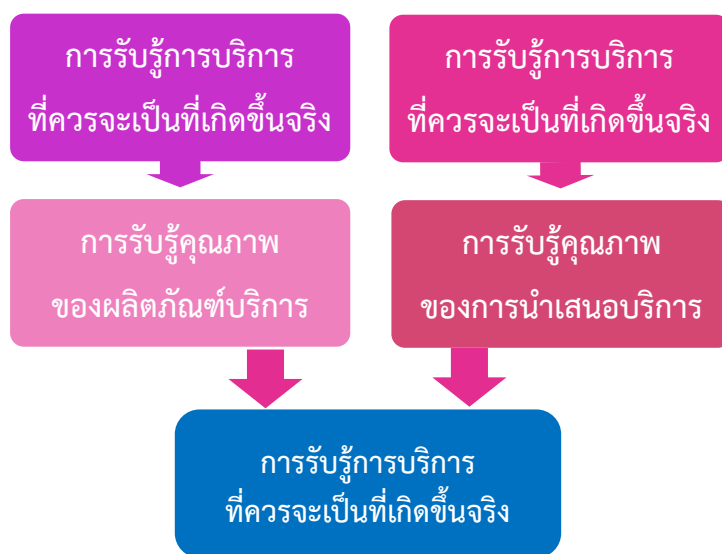 การรับรู้การบริการ
ที่ควรจะเป็นที่เกิดขึ้นจริง
การรับรู้การบริการ
ที่ควรจะเป็นที่เกิดขึ้นจริง
การรับรู้คุณภาพ
ของผลิตภัณฑ์บริการ
การรับรู้คุณภาพ
ของการนำเสนอบริการ
การรับรู้การบริการ
ที่ควรจะเป็นที่เกิดขึ้นจริง